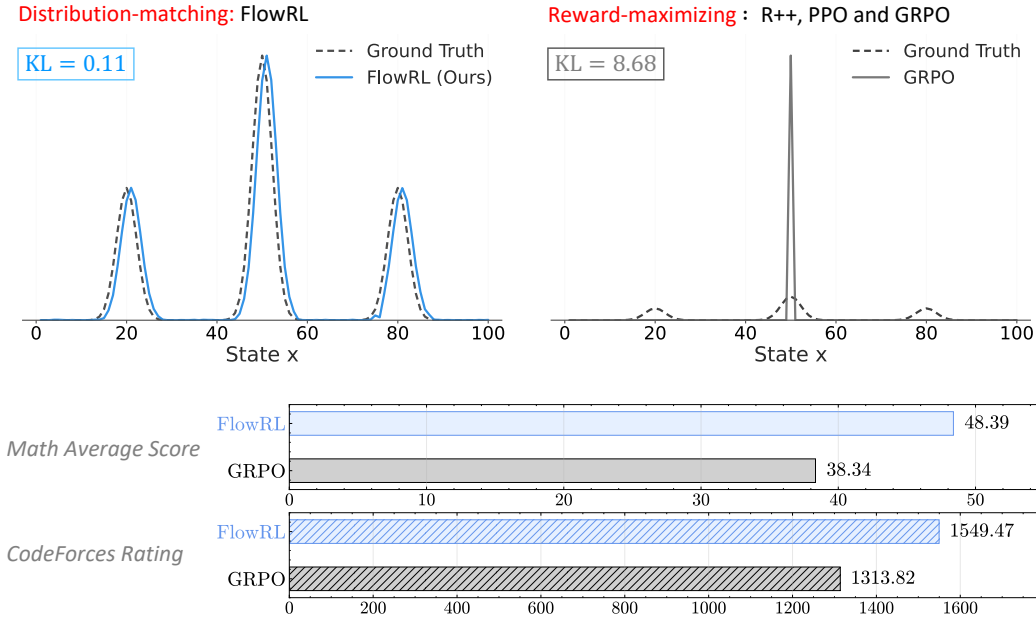 Distribution-matching: FlowRL
KL = 0.11
Ground Truth
FlowRL (Ours)
0 20 40 60 80 100
State x
Reward-maximizing : R++, PPO and GRPO
KL = 8.68
Ground Truth
GRPO
0 20 40 60 80 100
State x
Math Average Score
FlowRL 48.39
GRPO 38.34
0 10 20 30 40 50
CodeForces Rating
FlowRL 1549.47
GRPO 1313.82
0 200 400 600 800 1000 1200 1400 1600